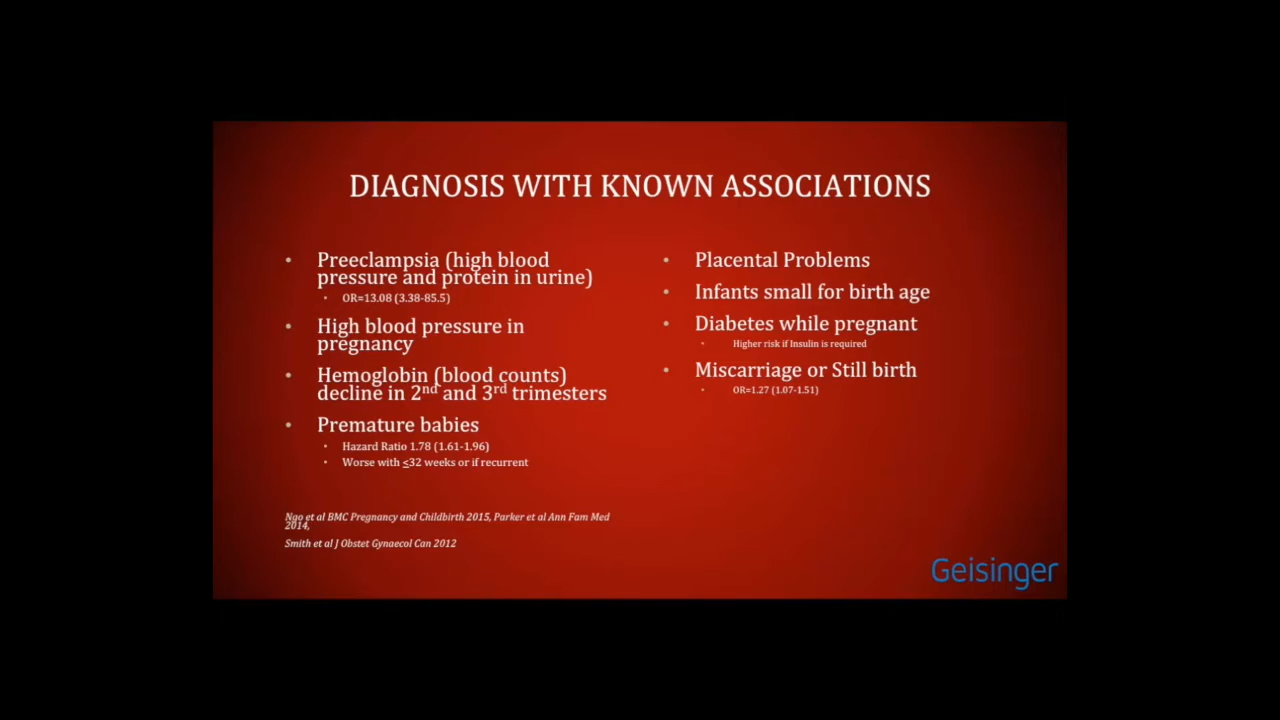 DIAGNOSIS WITH KNOWN ASSOCIATIONS
• Preeclampsia (high blood
pressure and protein in urine)
• OR=13.08 (3.38-85.5)
• High blood pressure in
pregnancy
• Hemoglobin (blood counts)
decline in 2nd and 3rd trimesters
• Premature babies
• Hazard Ratio 1.78 (1.61-1.96)
• Worse with ≤32 weeks or if recurrent
Ngo et al BMC Pregnancy and Childbirth 2015, Parker et al Ann Fam Med
2014,
Smith et al J Obstet Gynaecol Can 2012
• Placental Problems
• Infants small for birth age
• Diabetes while pregnant
• Higher risk if Insulin is required
• Miscarriage or Still birth
• OR=1.27 (1.07-1.51)
Geisinger